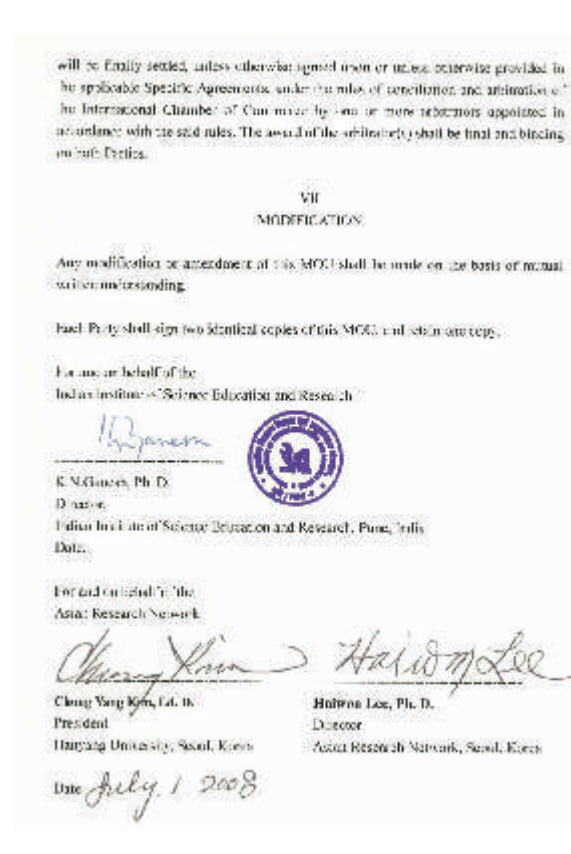 will be finally settled, unless otherwise agreed upon or unless otherwise provided in
the applicable Specific Agreements, under the rules of conciliation and arbitration of
the International Chamber of Commerce by one or more arbitrators appointed in
accordance with the said rules. The award of the arbitrator(s) shall be final and binding
on both Parties.
VII
MODIFICATION
Any modification or amendment of this MOU shall be made on the basis of mutual
written understanding.
Each Party shall sign two identical copies of this MOU, and retain one copy.
For and on behalf of the
Indian Institute of Science Education and Research
K.N.Ganesh, Ph. D.
Director
Indian Institute of Science Education and Research, Pune, India
Date:
For and on behalf of the
Asian Research Network
Chong Yang Kim, Ed. D.
President
Hanyang University, Seoul, Korea
Haiwon Lee
Haiwon Lee, Ph. D.
Director
Asian Research Network, Seoul, Korea
Date July, 1 2008